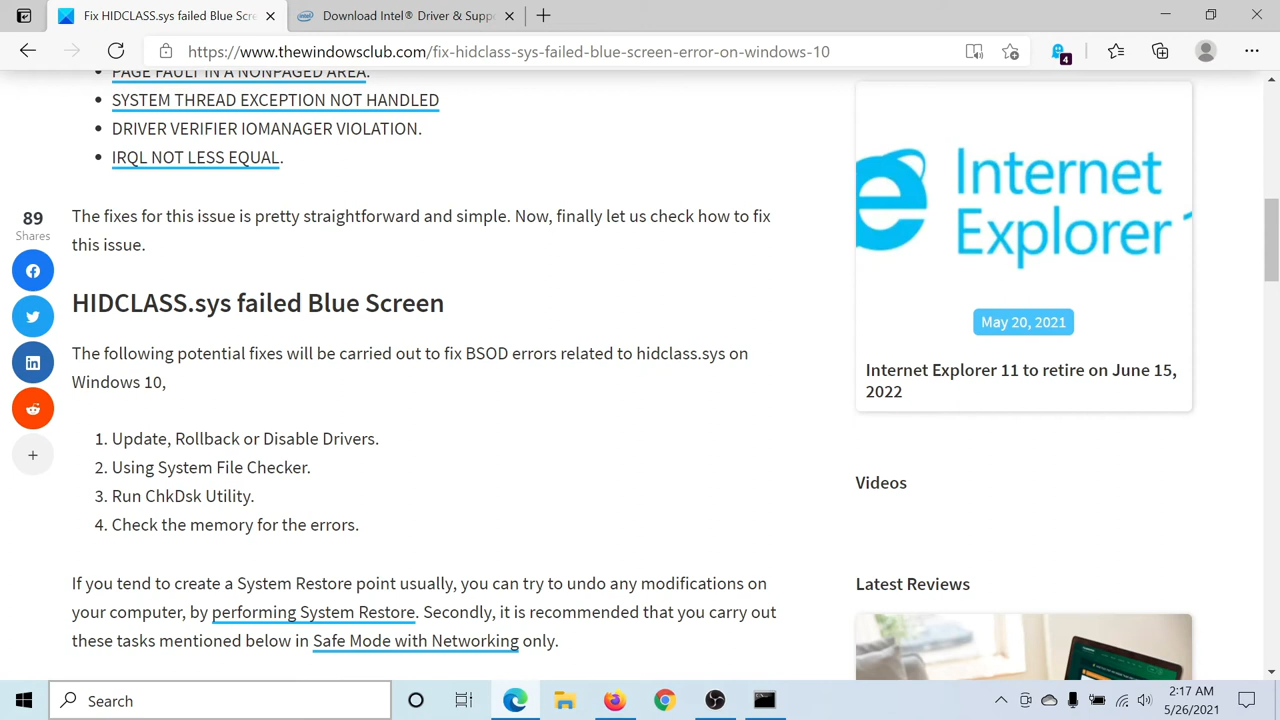 Fix HIDCLASS.sys failed Blue Scre
Download Intel® Driver & Suppo
https://www.thewindowsclub.com/fix-hidclass-sys-failed-blue-screen-error-on-windows-10
4
PAGE FAULT IN A NONPAGED AREA.
SYSTEM THREAD EXCEPTION NOT HANDLED
DRIVER VERIFIER IOMANAGER VIOLATION.
IRQL NOT LESS EQUAL.
89
Shares
The fixes for this issue is pretty straightforward and simple. Now, finally let us check how to fix
this issue.
HIDCLASS.sys failed Blue Screen
The following potential fixes will be carried out to fix BSOD errors related to hidclass.sys on
Windows 10,
1. Update, Rollback or Disable Drivers.
2. Using System File Checker.
3. Run ChkDsk Utility.
4. Check the memory for the errors.
If you tend to create a System Restore point usually, you can try to undo any modifications on
your computer, by performing System Restore. Secondly, it is recommended that you carry out
these tasks mentioned below in Safe Mode with Networking only.
Internet
Explorer
May 20, 2021
Internet Explorer 11 to retire on June 15,
2022
Videos
Latest Reviews
Search
2:17 AM
5/26/2021